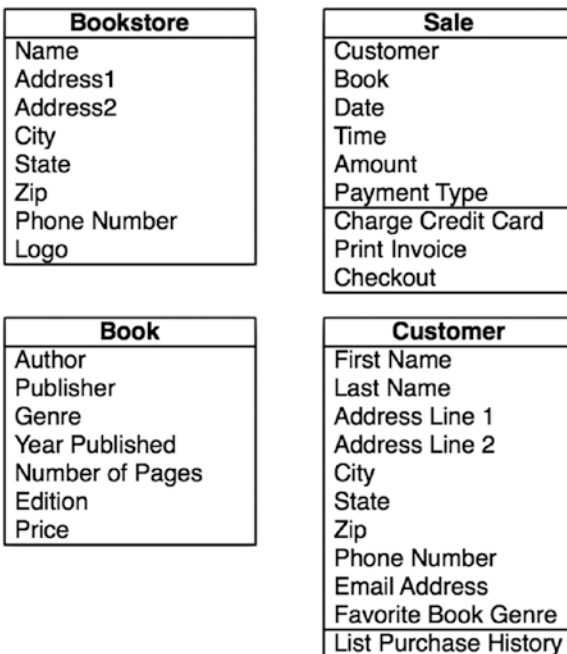 Bookstore
Name
Address1
Address2
City
State
Zip
Phone Number
Logo
Sale
Customer
Book
Date
Time
Amount
Payment Type
Charge Credit Card
Print Invoice
Checkout
Book
Author
Publisher
Genre
Year Published
Number of Pages
Edition
Price
Customer
First Name
Last Name
Address Line 1
Address Line 2
City
State
Zip
Phone Number
Email Address
Favorite Book Genre
List Purchase History